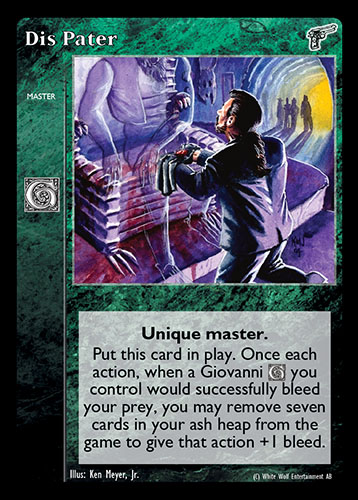 Dis Pater
MASTER
Unique master.
Put this card in play. Once each
action, when a Giovanni you
control would successfully bleed
your prey, you may remove seven
cards in your ash heap from the
game to give that action +1 bleed.
Illus: Ken Meyer, Jr.
(C) White Wolf Entertainment AB